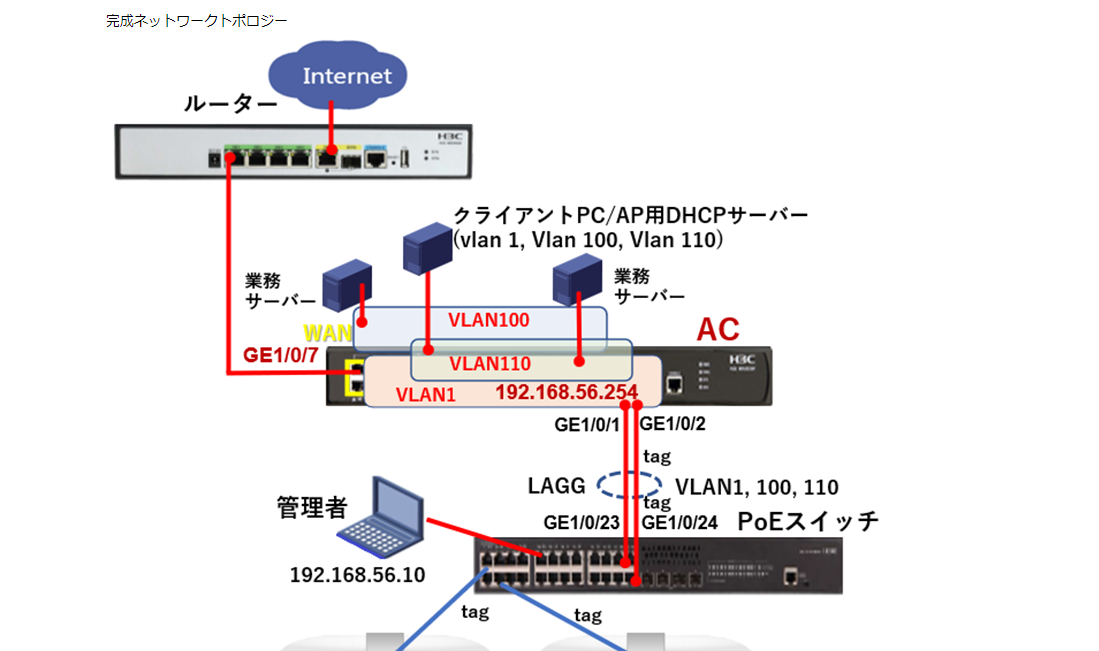 完成ネットワークトポロジー
Internet
ルーター
H3C
クライアントPC/AP用DHCPサーバー
(vlan 1, Vlan 100, Vlan 110)
業務
サーバー
業務
サーバー
WAN
VLAN100
AC
GE1/0/7
VLAN110
H3C
VLAN1
192.168.56.254
GE1/0/1
GE1/0/2
tag
LAGG
VLAN1, 100, 110
tag
管理者
GE1/0/23
GE1/0/24
PoEスイッチ
192.168.56.10
tag
tag